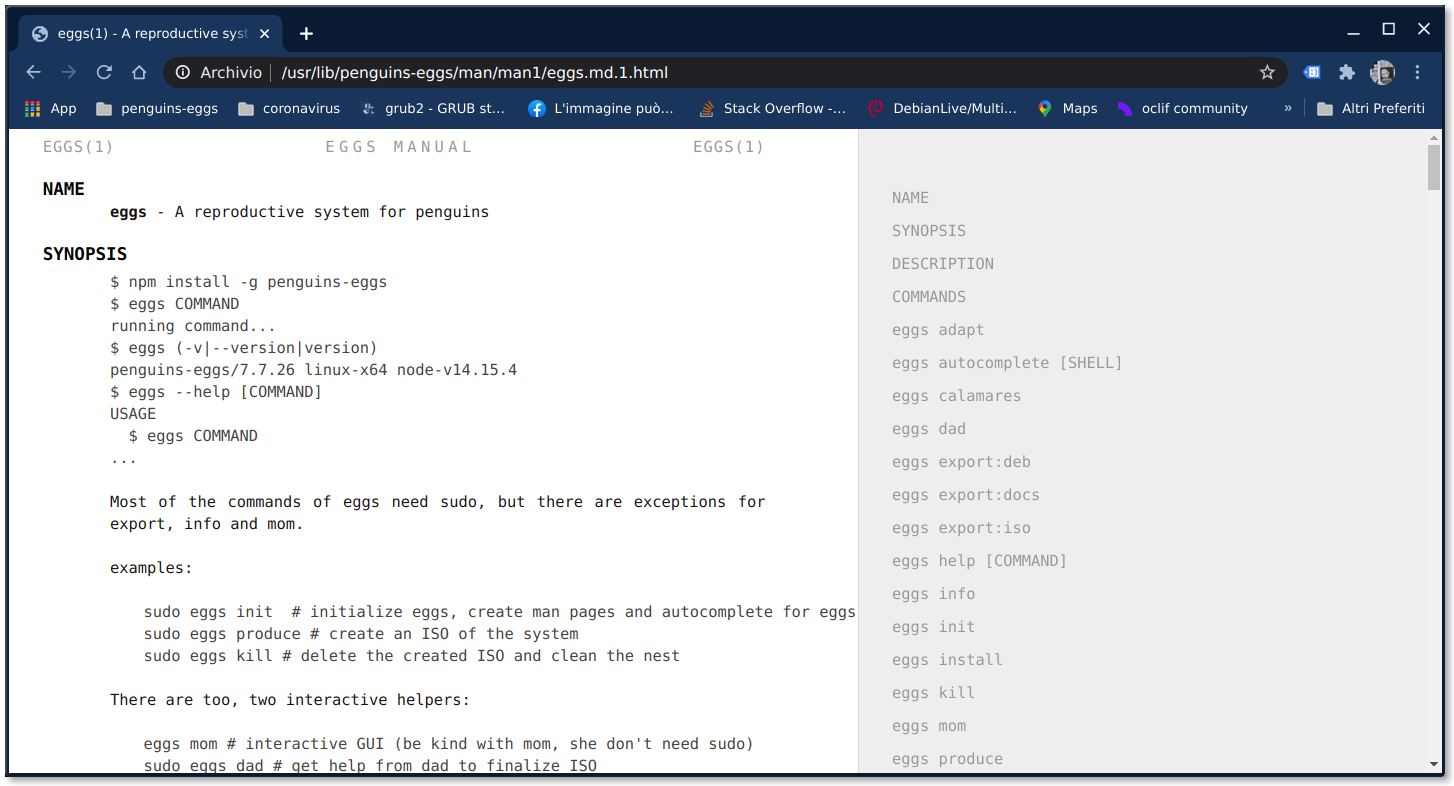 eggs(1) - A reproductive syst
Archivio | /usr/lib/penguins-eggs/man/man1/eggs.md.1.html
App penguins-eggs coronavirus grub2 - GRUB st... L'immagine può... Stack Overflow -... DebianLive/Multi... Maps oclif community » Altri Preferiti
EGGS(1) EGGS MANUAL EGGS(1)
NAME
eggs - A reproductive system for penguins
SYNOPSIS
$ npm install -g penguins-eggs
$ eggs COMMAND
running command...
$ eggs (-v|--version|version)
penguins-eggs/7.7.26 linux-x64 node-v14.15.4
$ eggs --help [COMMAND]
USAGE
$ eggs COMMAND
...
Most of the commands of eggs need sudo, but there are exceptions for
export, info and mom.
examples:
sudo eggs init # initialize eggs, create man pages and autocomplete for eggs
sudo eggs produce # create an ISO of the system
sudo eggs kill # delete the created ISO and clean the nest
There are too, two interactive helpers:
eggs mom # interactive GUI (be kind with mom, she don't need sudo)
sudo eggs dad # get help from dad to finalize ISO
NAME
SYNOPSIS
DESCRIPTION
COMMANDS
eggs adapt
eggs autocomplete [SHELL]
eggs calamares
eggs dad
eggs export:deb
eggs export:docs
eggs export:iso
eggs help [COMMAND]
eggs info
eggs init
eggs install
eggs kill
eggs mom
eggs produce